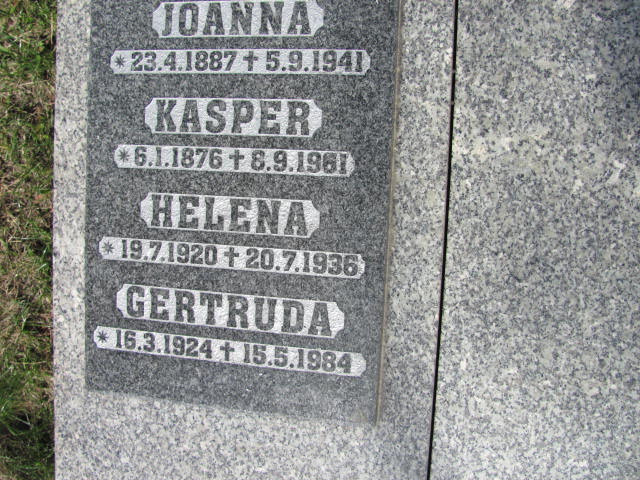 JOANNA
* 23.4.1887 ✝ 5.9.1941
KASPER
* 6.1.1876 ✝ 8.9.1961
HELENA
* 19.7.1920 ✝ 20.7.1936
GERTRUDA
* 16.3.1924 ✝ 15.5.1984